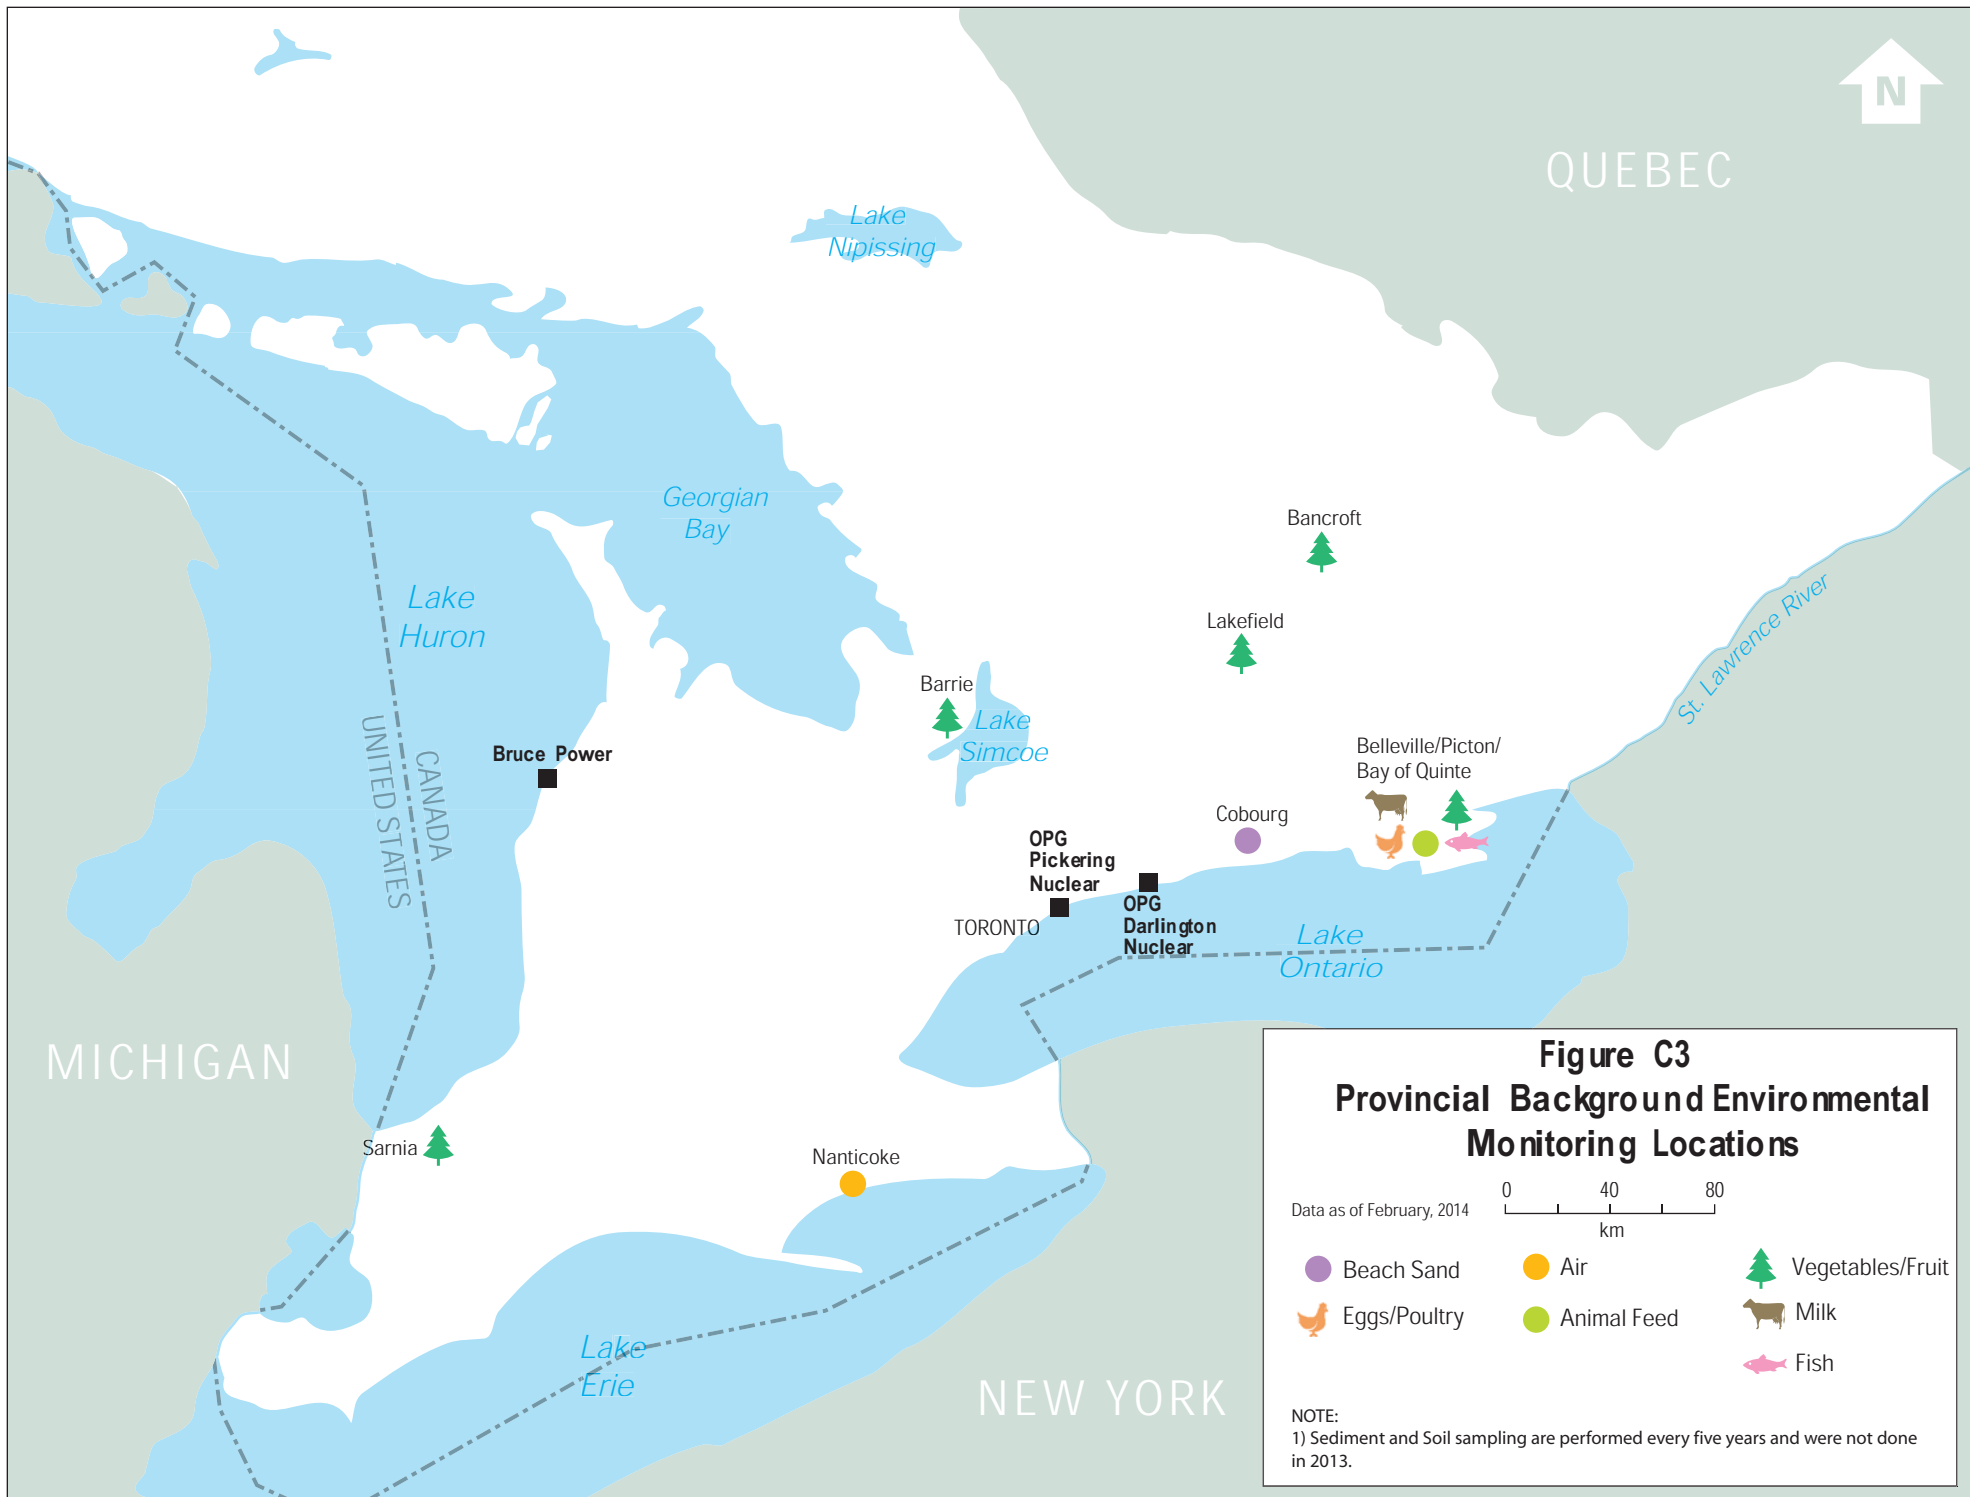 N
QUEBEC
Lake
Nipissing
Georgian
Bay
Bancroft
Lake
Huron
Lakefield
St. Lawrence River
Barrie
Lake
Simcoe
UNITED STATES
CANADA
Bruce Power
Belleville/Picton/
Bay of Quinte
Cobourg
OPG
Pickering
Nuclear
TORONTO
OPG
Darlington
Nuclear
Lake
Ontario
MICHIGAN
Sarnia
Nanticoke
Lake
Erie
NEW YORK
Figure C3
Provincial Background Environmental
Monitoring Locations
Data as of February, 2014
0 40 80
km
Beach Sand
Air
Vegetables/Fruit
Eggs/Poultry
Animal Feed
Milk
Fish
NOTE:
1) Sediment and Soil sampling are performed every five years and were not done
in 2013.